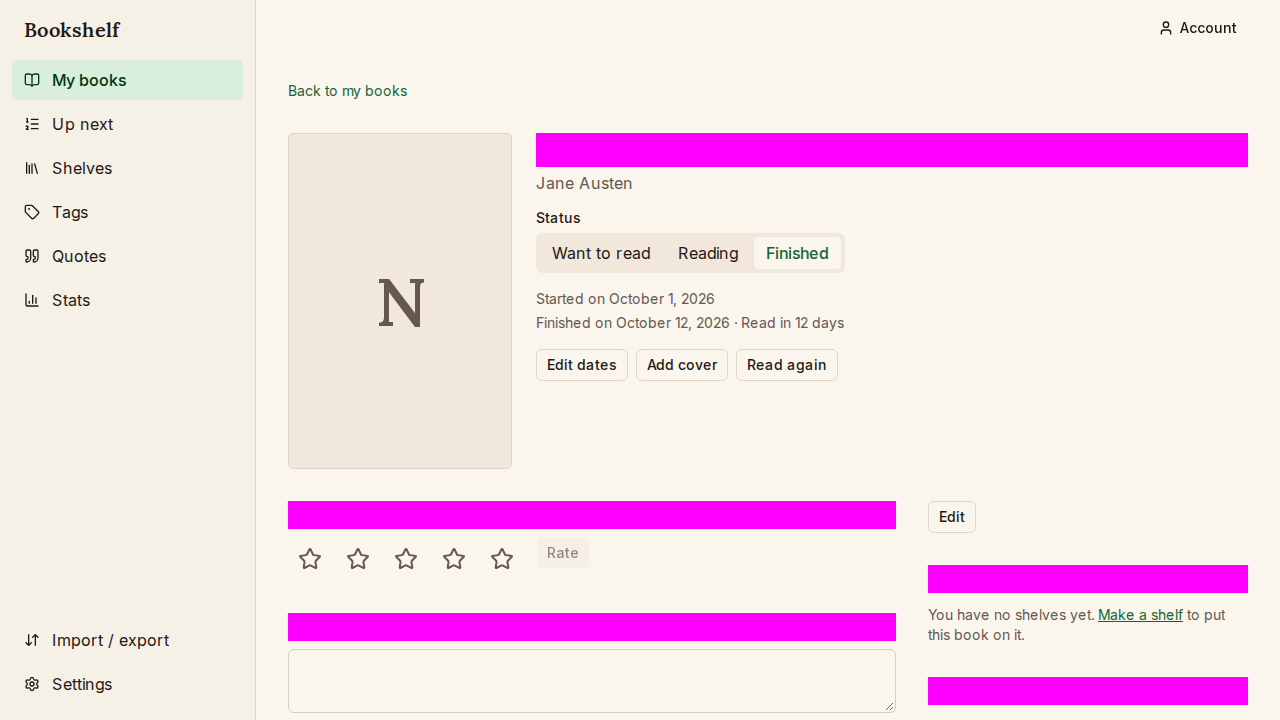 Bookshelf
Account
My books
Up next
Shelves
Tags
Quotes
Stats
Import / export
Settings
Back to my books
N
Jane Austen
Status
Want to read
Reading
Finished
Started on October 1, 2026
Finished on October 12, 2026 · Read in 12 days
Edit dates
Add cover
Read again
Rate
Edit
You have no shelves yet. Make a shelf to put
this book on it.